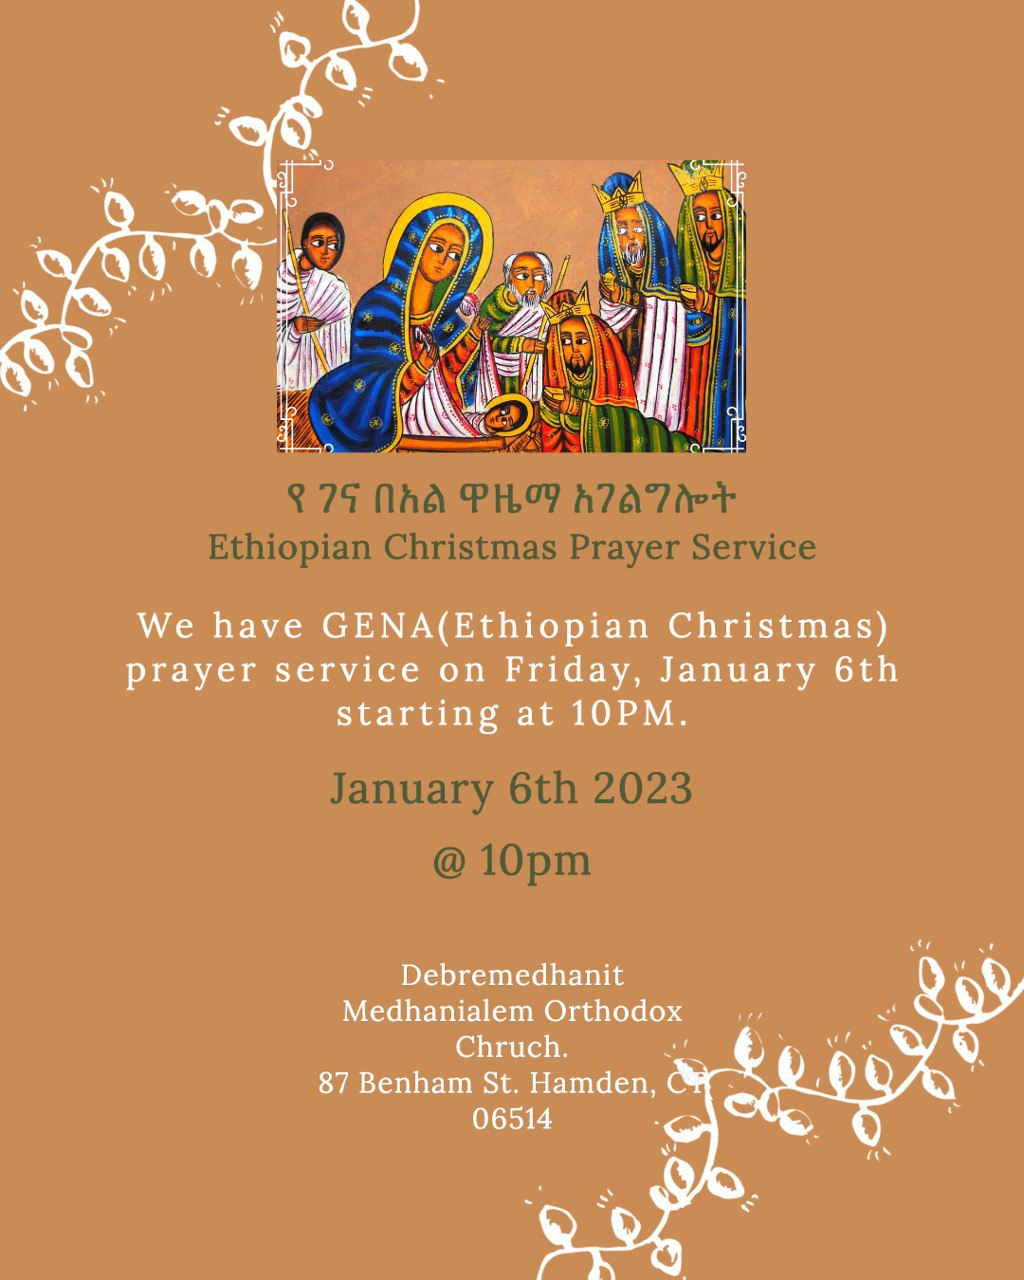 የ ገና በአል ዋዜማ አገልግሎት
Ethiopian Christmas Prayer Service
We have GENA(Ethiopian Christmas)
prayer service on Friday, January 6th
starting at 10PM.
January 6th 2023
@ 10pm
Debremedhanit
Medhanialem Orthodox
Chruch.
87 Benham St. Hamden, CT.
06514